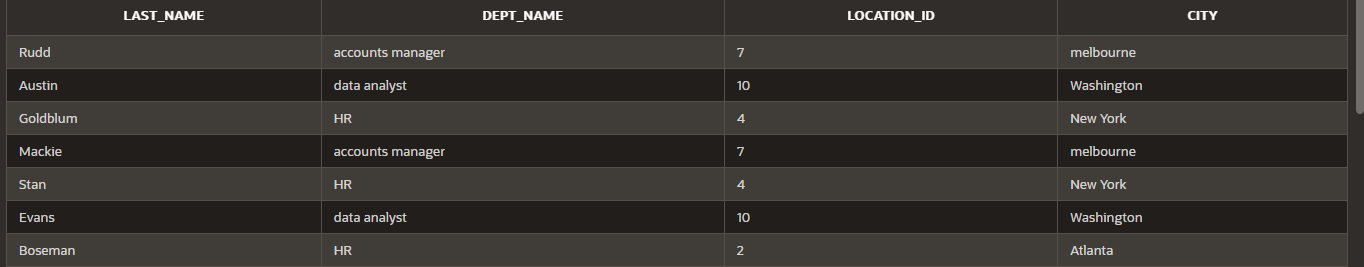 LAST_NAME DEPT_NAME LOCATION_ID CITY
Rudd accounts manager 7 melbourne
Austin data analyst 10 Washington
Goldblum HR 4 New York
Mackie accounts manager 7 melbourne
Stan HR 4 New York
Evans data analyst 10 Washington
Boseman HR 2 Atlanta